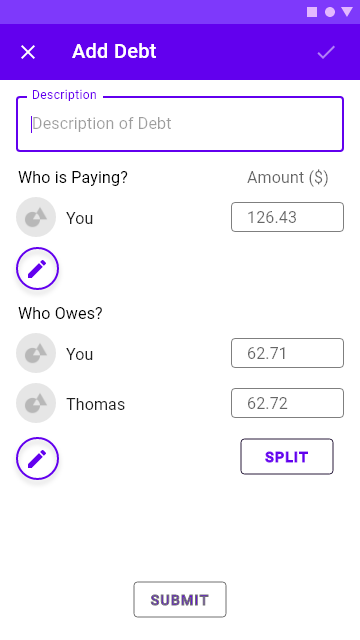 Add Debt
Description
Description of Debt
Who is Paying? Amount ($)
You 126.43
Who Owes?
You 62.71
Thomas 62.72
SPLIT
SUBMIT